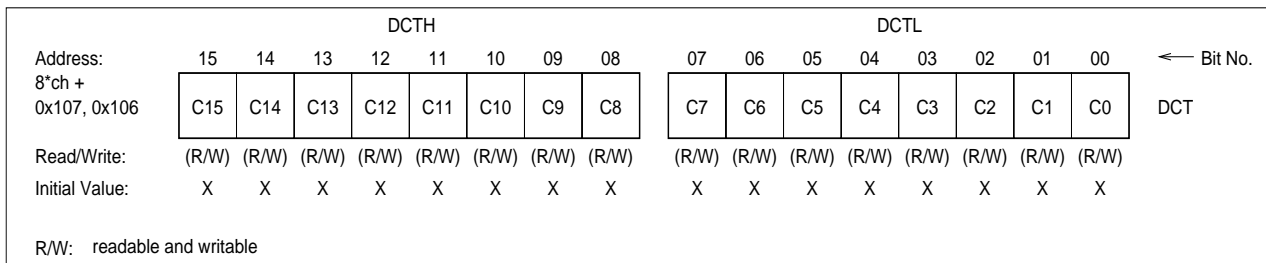 DCTH DCTL
Address: 15 14 13 12 11 10 09 08 07 06 05 04 03 02 01 00 ← Bit No.
8*ch +
0x107, 0x106 C15 C14 C13 C12 C11 C10 C9 C8 C7 C6 C5 C4 C3 C2 C1 C0 DCT
Read/Write: (R/W) (R/W) (R/W) (R/W) (R/W) (R/W) (R/W) (R/W) (R/W) (R/W) (R/W) (R/W) (R/W) (R/W) (R/W) (R/W)
Initial Value: X X X X X X X X X X X X X X X X
R/W: readable and writable